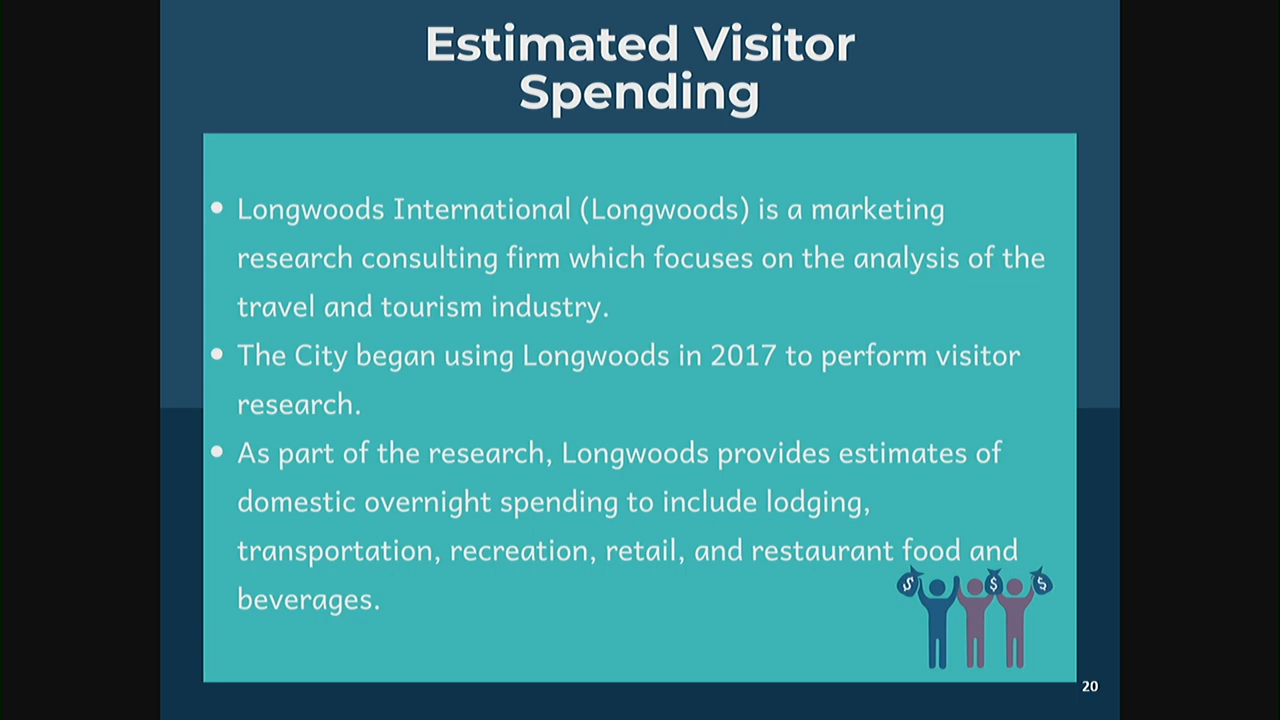 Estimated Visitor
Spending
• Longwoods International (Longwoods) is a marketing
research consulting firm which focuses on the analysis of the
travel and tourism industry.
• The City began using Longwoods in 2017 to perform visitor
research.
• As part of the research, Longwoods provides estimates of
domestic overnight spending to include lodging,
transportation, recreation, retail, and restaurant food and
beverages.
$ $ $
20